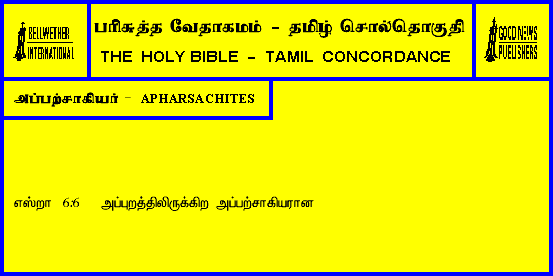 BELLWETHER
INTERNATIONAL
பரிசுத்த வேதாகமம் - தமிழ் சொல்தொகுதி
THE HOLY BIBLE - TAMIL CONCORDANCE
GOOD NEWS
PUBLISHERS
அப்பற்சாகியர் - APHARSACHITES
எஸ்றா 6:6 அப்புறத்திலிருக்கிற அப்பற்சாகியரான